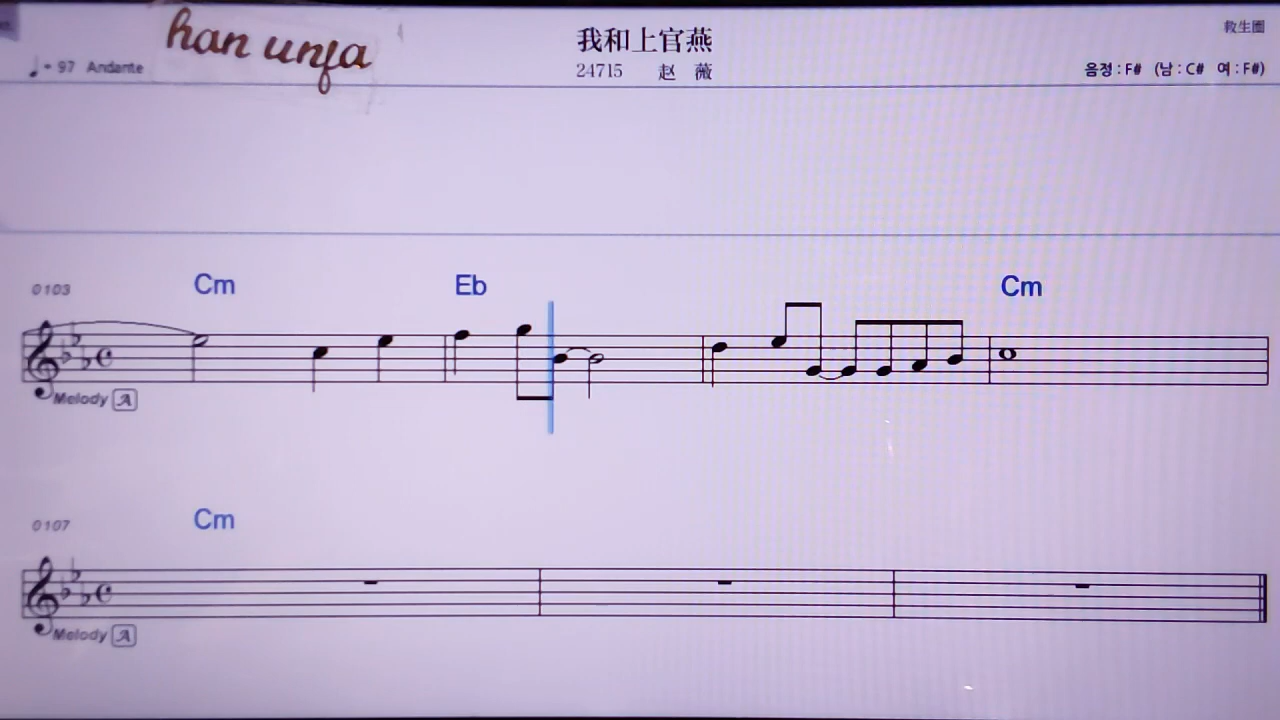 han unja
我和上官燕
救生圈
♩= 97 Andante
24715 赵 薇
음정 : F# (남 : C# 여 : F#)
0103
Cm
Eb
Cm
Melody A
0107
Cm
Melody A